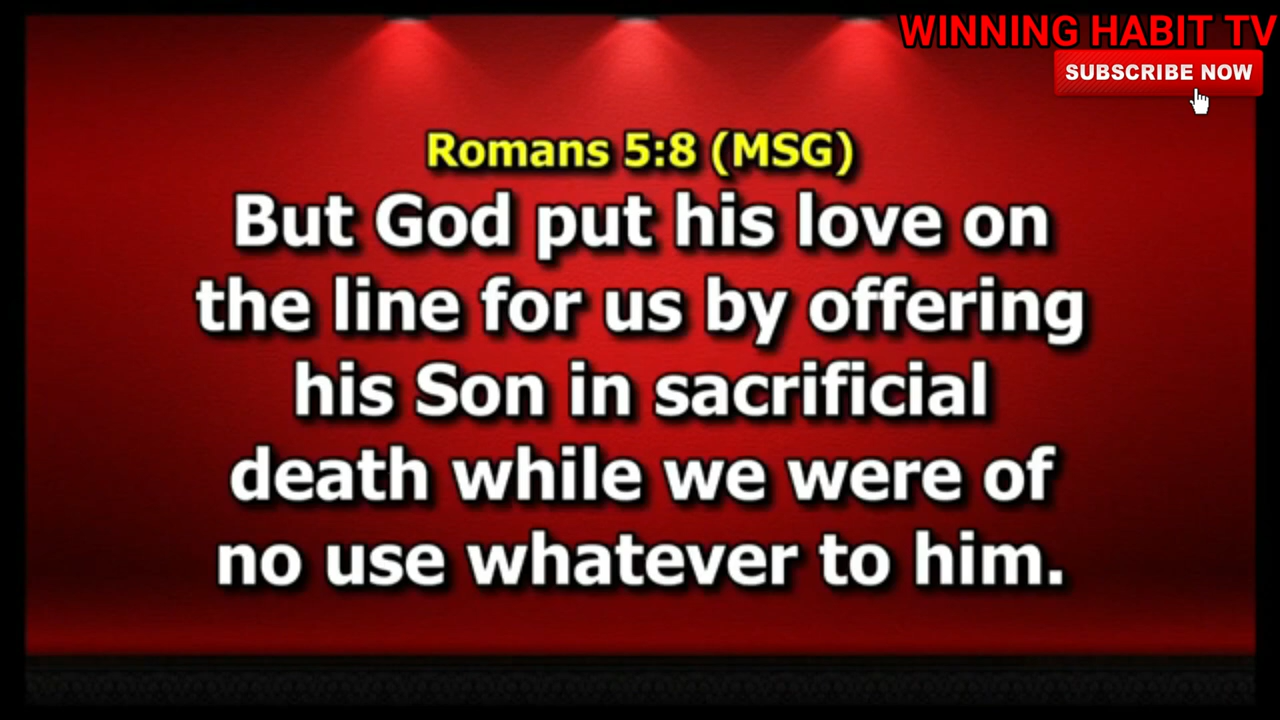 WINNING HABIT TV
SUBSCRIBE NOW
Romans 5:8 (MSG)
But God put his love on
the line for us by offering
his Son in sacrificial
death while we were of
no use whatever to him.